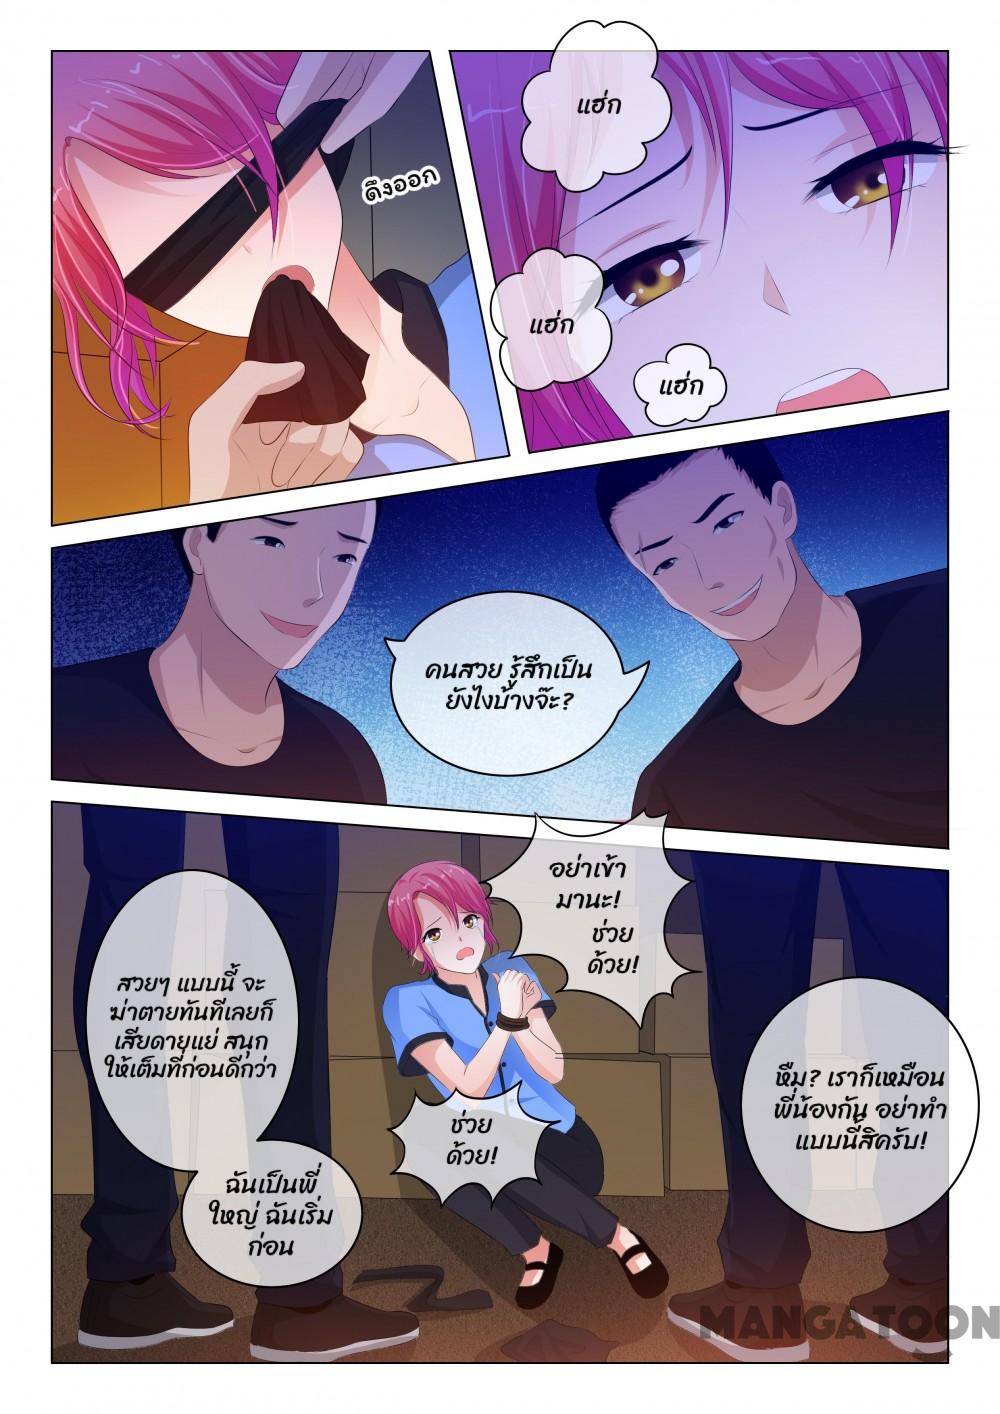 ดึงออก
แฮ่ก
แฮ่ก
แฮ่ก
คนสวย รู้สึกเป็น
ยังไงบ้างจ๊ะ?
อย่าเข้า
มานะ!
ช่วย
ด้วย!
สวยๆ แบบนี้ จะ
ฆ่าตายทันทีเลยก็
เสียดายแย่ สนุก
ให้เต็มที่ก่อนดีกว่า
ฉันเป็นพี่
ใหญ่ ฉันเริ่ม
ก่อน
ช่วย
ด้วย!
หืม? เราก็เหมือน
พี่น้องกัน อย่าทำ
แบบนี้สิครับ!
MANGATOON